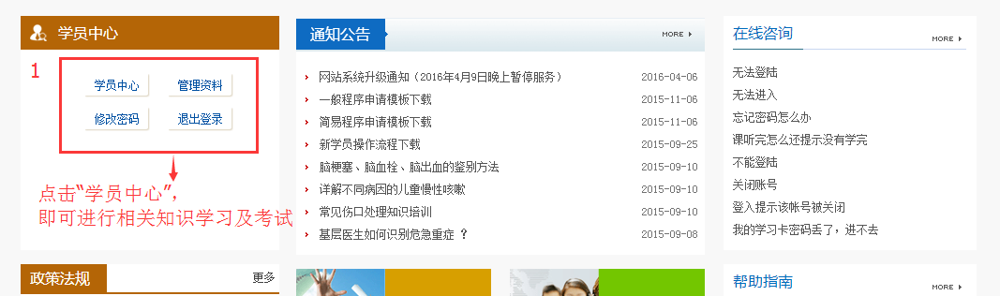 学员中心
1
学员中心 管理资料
修改密码 退出登录
点击“学员中心”，
即可进行相关知识学习及考试
政策法规 更多
通知公告 MORE
网站系统升级通知（2016年4月9日晚上暂停服务） 2016-04-06
一般程序申请模板下载 2015-11-06
简易程序申请模板下载 2015-11-06
新学员操作流程下载 2015-09-25
脑梗塞、脑血栓、脑出血的鉴别方法 2015-09-10
详解不同病因的儿童慢性咳嗽 2015-09-10
常见伤口处理知识培训 2015-09-10
基层医生如何识别危急重症 ？ 2015-09-08
在线咨询 MORE
无法登陆
无法进入
忘记密码怎么办
课听完怎么还提示没有学完
不能登陆
关闭账号
登入提示该帐号被关闭
我的学习卡密码丢了，进不去
帮助指南 MORE